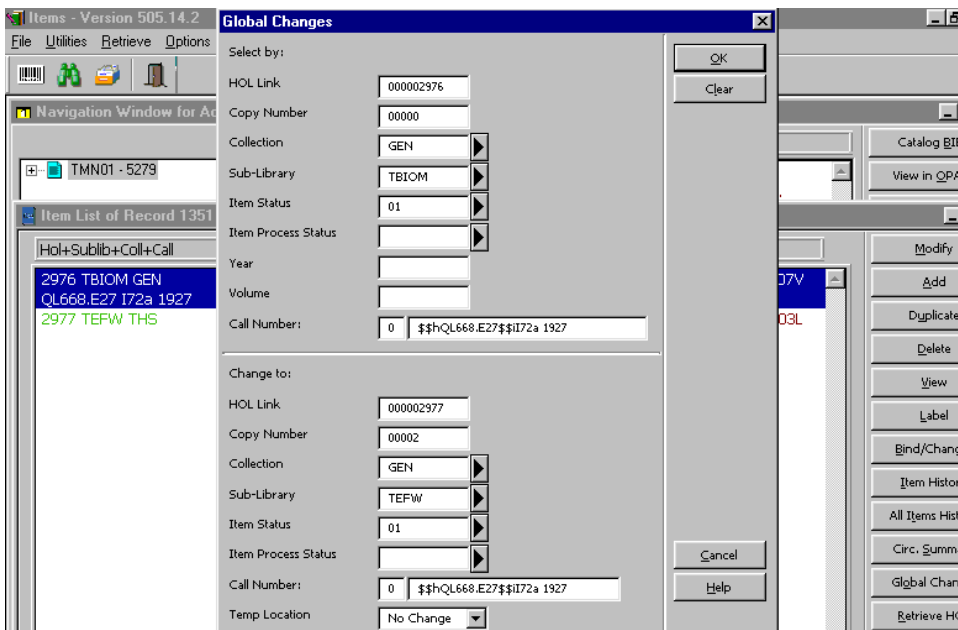 Items - Version 505.14.2
File Utilities Retrieve Options
Navigation Window for Ad
TMN01 - 5279
Item List of Record 1351
Hol+Sublib+Coll+Call
2976 TBIOM GEN
QL668.E27 I72a 1927
2977 TEFW THS
Global Changes
Select by:
HOL Link 000002976
Copy Number 00000
Collection GEN
Sub-Library TBIOM
Item Status 01
Item Process Status
Year
Volume
Call Number: 0 $$hQL668.E27$$iI72a 1927
Change to:
HOL Link 000002977
Copy Number 00002
Collection GEN
Sub-Library TEFW
Item Status 01
Item Process Status
Call Number: 0 $$hQL668.E27$$iI72a 1927
Temp Location No Change
OK
Clear
Cancel
Help
07V
03L
Catalog BIB
View in OPA
Modify
Add
Duplicate
Delete
View
Label
Bind/Chang
Item Histor
All Items Hist
Circ. Summa
Global Chan
Retrieve HO